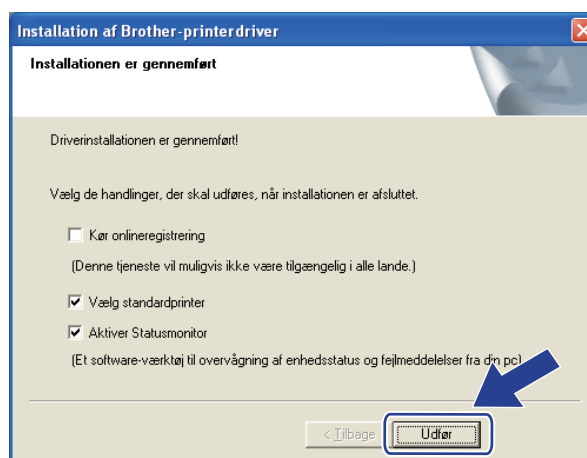 Installation af Brother-printerdriver
Installationen er gennemført
Driverinstallationen er gennemført!
Vælg de handlinger, der skal udføres, når installationen er afsluttet.
Kør onlineregistrering
(Denne tjeneste vil muligvis ikke være tilgængelig i alle lande.)
Vælg standardprinter
Aktiver Statusmonitor
(Et software-værktøj til overvågning af enhedsstatus og fejlmeddelelser fra din pc)
< Tilbage
Udfør